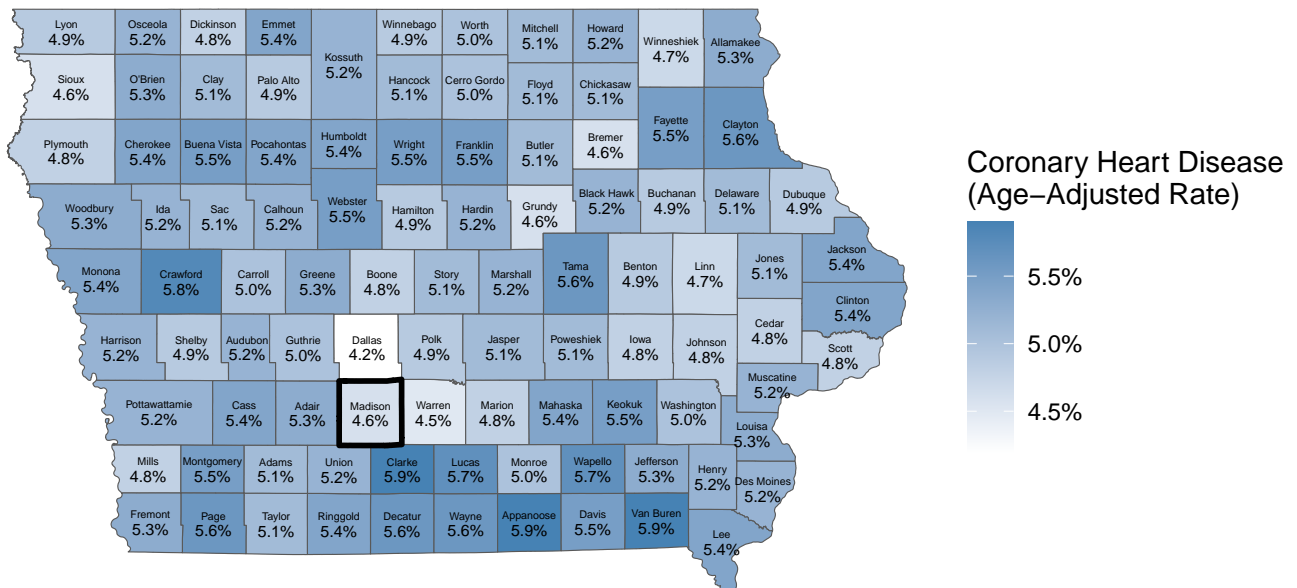 Lyon
4.9%
Osceola
5.2%
Dickinson
4.8%
Emmet
5.4%
Kossuth
5.2%
Winnebago
4.9%
Worth
5.0%
Mitchell
5.1%
Howard
5.2%
Winneshiek
4.7%
Allamakee
5.3%
Sioux
4.6%
O'Brien
5.3%
Clay
5.1%
Palo Alto
4.9%
Hancock
5.1%
Cerro Gordo
5.0%
Floyd
5.1%
Chickasaw
5.1%
Plymouth
4.8%
Cherokee
5.4%
Buena Vista
5.5%
Pocahontas
5.4%
Humboldt
5.4%
Wright
5.5%
Franklin
5.5%
Butler
5.1%
Bremer
4.6%
Fayette
5.5%
Clayton
5.6%
Woodbury
5.3%
Ida
5.2%
Sac
5.1%
Calhoun
5.2%
Webster
5.5%
Hamilton
4.9%
Hardin
5.2%
Grundy
4.6%
Black Hawk
5.2%
Buchanan
4.9%
Delaware
5.1%
Dubuque
4.9%
Monona
5.4%
Crawford
5.8%
Carroll
5.0%
Greene
5.3%
Boone
4.8%
Story
5.1%
Marshall
5.2%
Tama
5.6%
Benton
4.9%
Linn
4.7%
Jones
5.1%
Jackson
5.4%
Clinton
5.4%
Harrison
5.2%
Shelby
4.9%
Audubon
5.2%
Guthrie
5.0%
Dallas
4.2%
Polk
4.9%
Jasper
5.1%
Poweshiek
5.1%
Iowa
4.8%
Johnson
4.8%
Cedar
4.8%
Scott
4.8%
Muscatine
5.2%
Pottawattamie
5.2%
Cass
5.4%
Adair
5.3%
Madison
4.6%
Warren
4.5%
Marion
4.8%
Mahaska
5.4%
Keokuk
5.5%
Washington
5.0%
Louisa
5.3%
Mills
4.8%
Montgomery
5.5%
Adams
5.1%
Union
5.2%
Clarke
5.9%
Lucas
5.7%
Monroe
5.0%
Wapello
5.7%
Jefferson
5.3%
Henry
5.2%
Des Moines
5.2%
Fremont
5.3%
Page
5.6%
Taylor
5.1%
Ringgold
5.4%
Decatur
5.6%
Wayne
5.6%
Appanoose
5.9%
Davis
5.5%
Van Buren
5.9%
Lee
5.4%
Coronary Heart Disease
(Age−Adjusted Rate)
5.5%
5.0%
4.5%